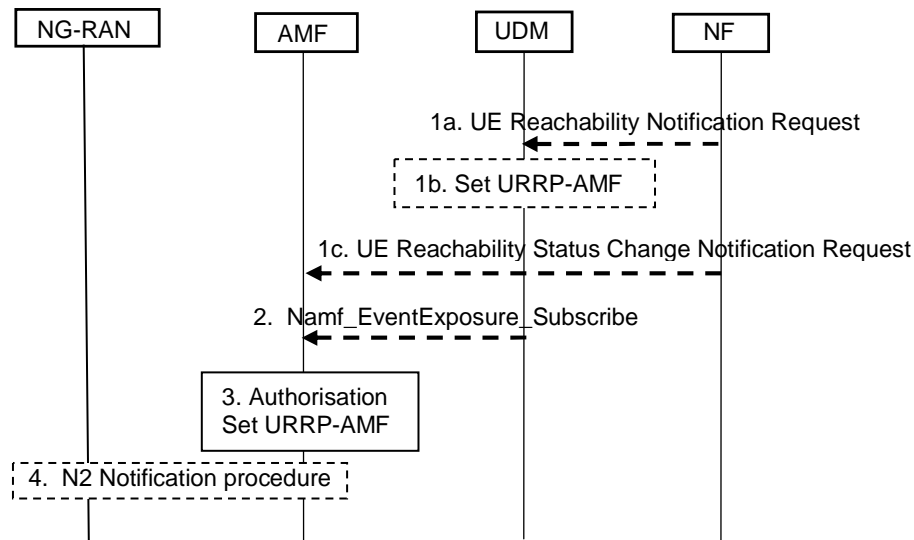 NG-RAN
AMF
UDM
NF
1a. UE Reachability Notification Request
1b. Set URRP-AMF
1c. UE Reachability Status Change Notification Request
2. Namf_EventExposure_Subscribe
3. Authorisation
Set URRP-AMF
4. N2 Notification procedure